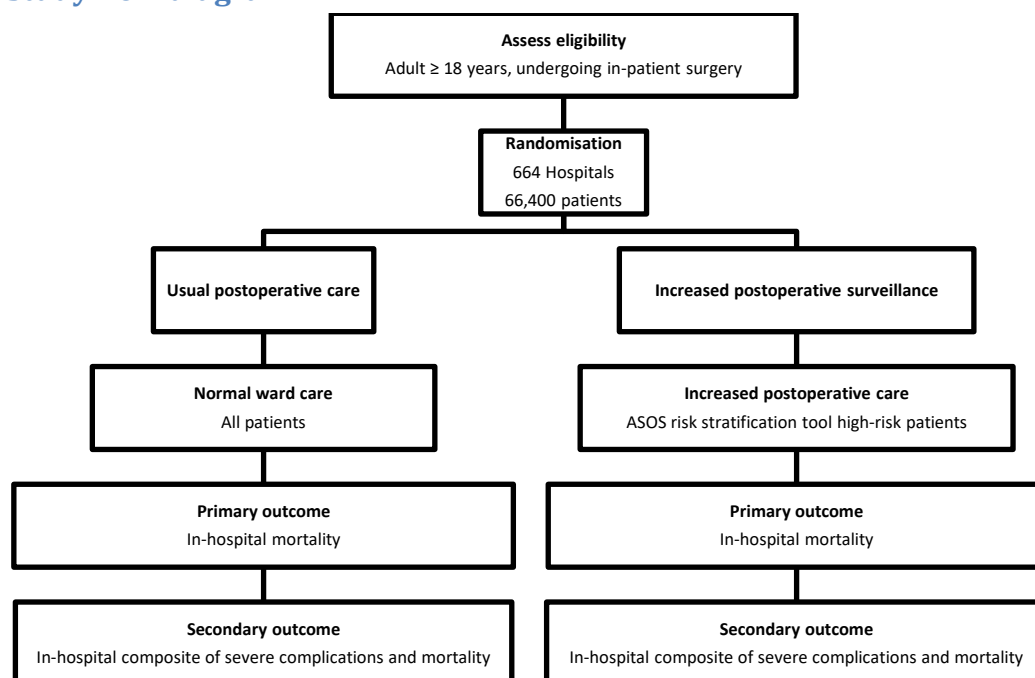 Assess eligibility
Adult ≥ 18 years, undergoing in-patient surgery
Randomisation
664 Hospitals
66,400 patients
Usual postoperative care
Increased postoperative surveillance
Normal ward care
All patients
Increased postoperative care
ASOS risk stratification tool high-risk patients
Primary outcome
In-hospital mortality
Primary outcome
In-hospital mortality
Secondary outcome
In-hospital composite of severe complications and mortality
Secondary outcome
In-hospital composite of severe complications and mortality